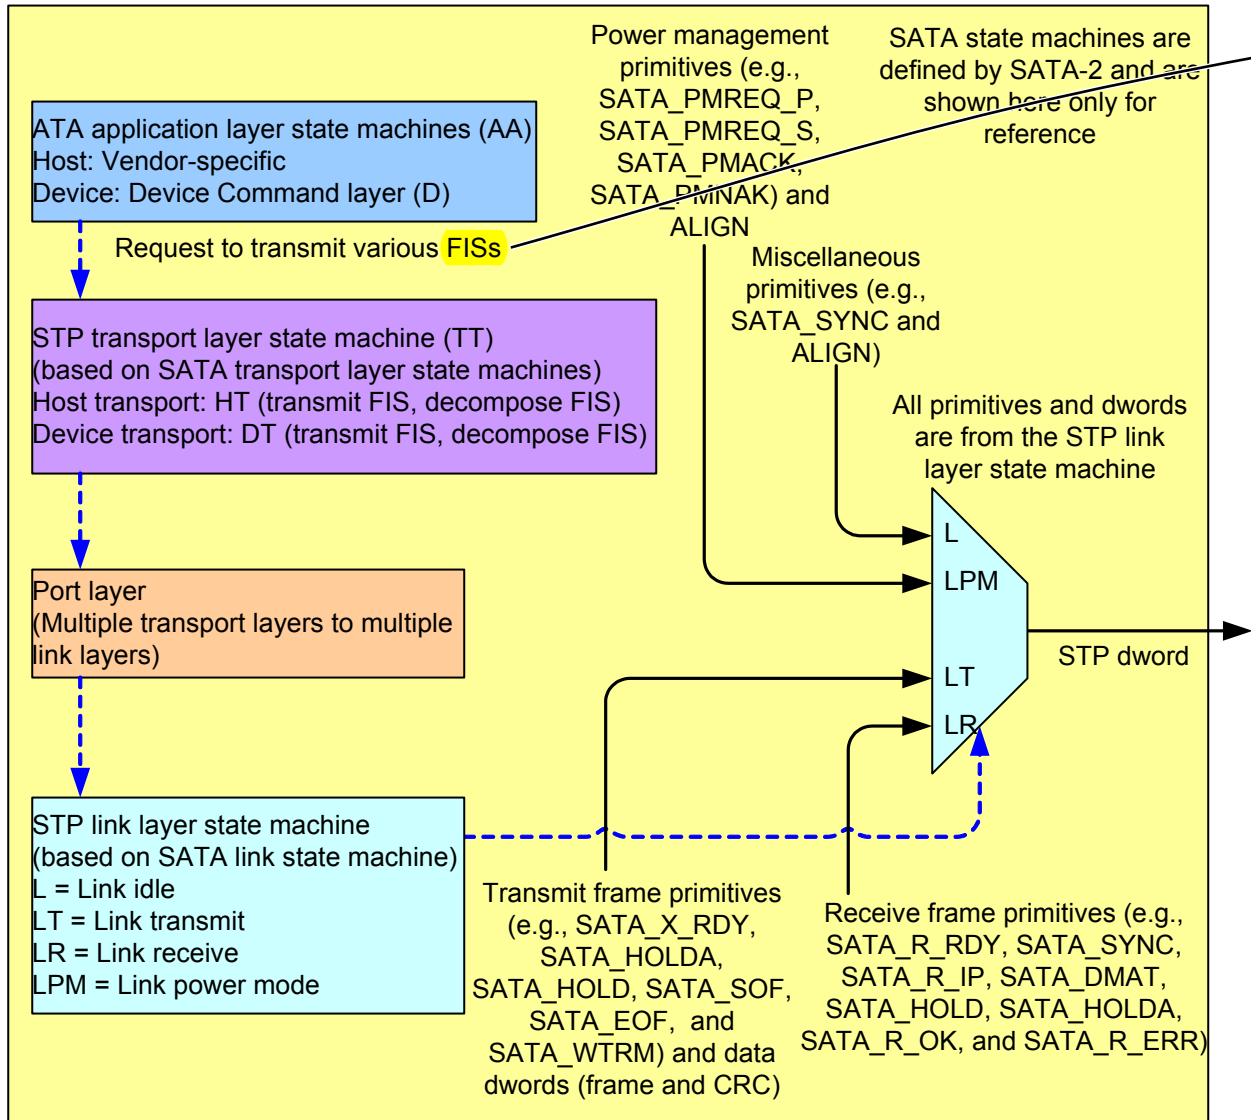 Power management
primitives (e.g.,
SATA_PMREQ_P,
SATA_PMREQ_S,
SATA_PMACK,
SATA_PMNAK) and
ALIGN
SATA state machines are
defined by SATA-2 and are
shown here only for
reference
ATA application layer state machines (AA)
Host: Vendor-specific
Device: Device Command layer (D)
Request to transmit various FISs
Miscellaneous
primitives (e.g.,
SATA_SYNC and
ALIGN)
STP transport layer state machine (TT)
(based on SATA transport layer state machines)
Host transport: HT (transmit FIS, decompose FIS)
Device transport: DT (transmit FIS, decompose FIS)
All primitives and dwords
are from the STP link
layer state machine
L
LPM
LT
LR
STP dword
Port layer
(Multiple transport layers to multiple
link layers)
STP link layer state machine
(based on SATA link state machine)
L = Link idle
LT = Link transmit
LR = Link receive
LPM = Link power mode
Transmit frame primitives
(e.g., SATA_X_RDY,
SATA_HOLDA,
SATA_HOLD, SATA_SOF,
SATA_EOF, and
SATA_WTRM) and data
dwords (frame and CRC)
Receive frame primitives (e.g.,
SATA_R_RDY, SATA_SYNC,
SATA_R_IP, SATA_DMAT,
SATA_HOLD, SATA_HOLDA,
SATA_R_OK, and SATA_R_ERR)